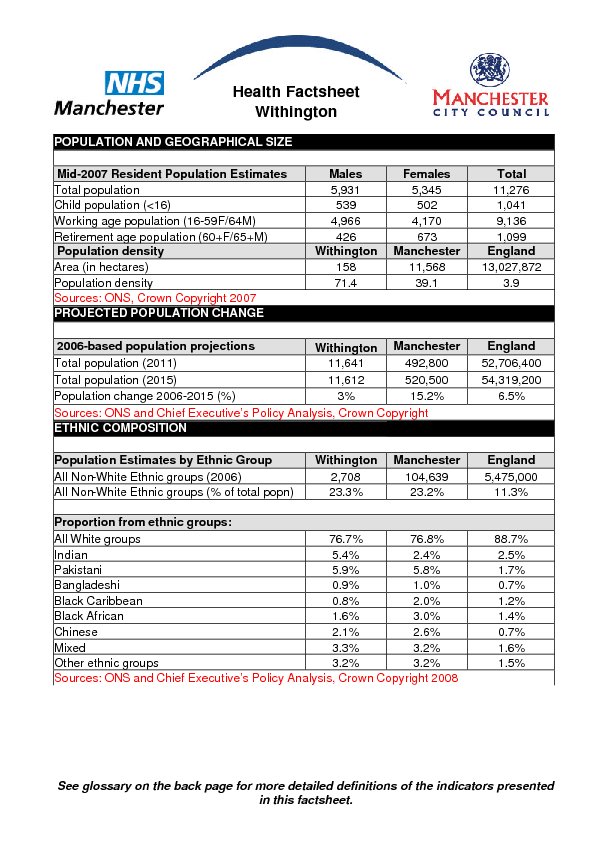 NHS
Manchester
Health Factsheet
Withington
MANCHESTER
CITY COUNCIL
POPULATION AND GEOGRAPHICAL SIZE
Mid-2007 Resident Population Estimates Males Females Total
Total population 5,931 5,345 11,276
Child population (<16) 539 502 1,041
Working age population (16-59F/64M) 4,966 4,170 9,136
Retirement age population (60+F/65+M) 426 673 1,099
Population density Withington Manchester England
Area (in hectares) 158 11,568 13,027,872
Population density 71.4 39.1 3.9
Sources: ONS, Crown Copyright 2007
PROJECTED POPULATION CHANGE
2006-based population projections Withington Manchester England
Total population (2011) 11,641 492,800 52,706,400
Total population (2015) 11,612 520,500 54,319,200
Population change 2006-2015 (%) 3% 15.2% 6.5%
Sources: ONS and Chief Executive's Policy Analysis, Crown Copyright
ETHNIC COMPOSITION
Population Estimates by Ethnic Group Withington Manchester England
All Non-White Ethnic groups (2006) 2,708 104,639 5,475,000
All Non-White Ethnic groups (% of total popn) 23.3% 23.2% 11.3%
Proportion from ethnic groups:
All White groups 76.7% 76.8% 88.7%
Indian 5.4% 2.4% 2.5%
Pakistani 5.9% 5.8% 1.7%
Bangladeshi 0.9% 1.0% 0.7%
Black Caribbean 0.8% 2.0% 1.2%
Black African 1.6% 3.0% 1.4%
Chinese 2.1% 2.6% 0.7%
Mixed 3.3% 3.2% 1.6%
Other ethnic groups 3.2% 3.2% 1.5%
Sources: ONS and Chief Executive's Policy Analysis, Crown Copyright 2008
See glossary on the back page for more detailed definitions of the indicators presented
in this factsheet.